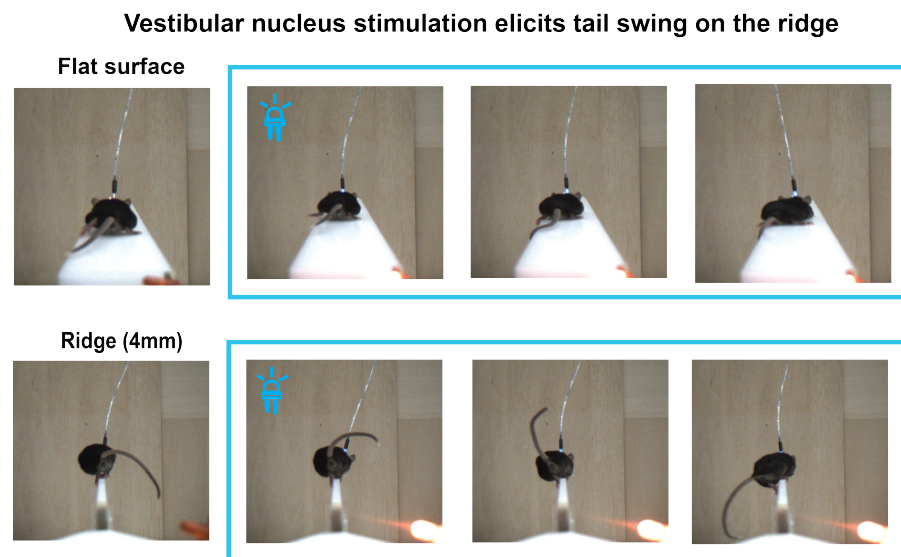 Vestibular nucleus stimulation elicits tail swing on the ridge
Flat surface
Ridge (4mm)